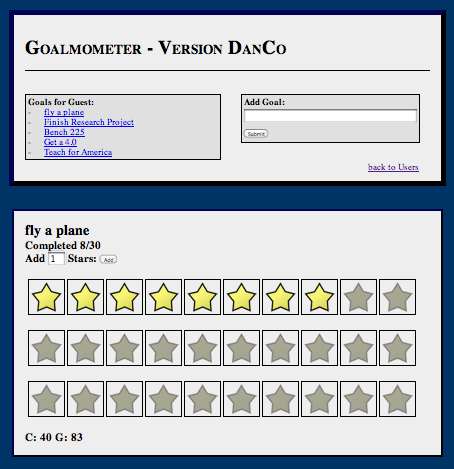 Goalmometer - Version DanCo
Goals for Guest:
- fly a plane
- Finish Research Project
- Bench 225
- Get a 4.0
- Teach for America
Add Goal:
Submit
back to Users
fly a plane
Completed 8/30
Add 1 Stars: Add
C: 40 G: 83